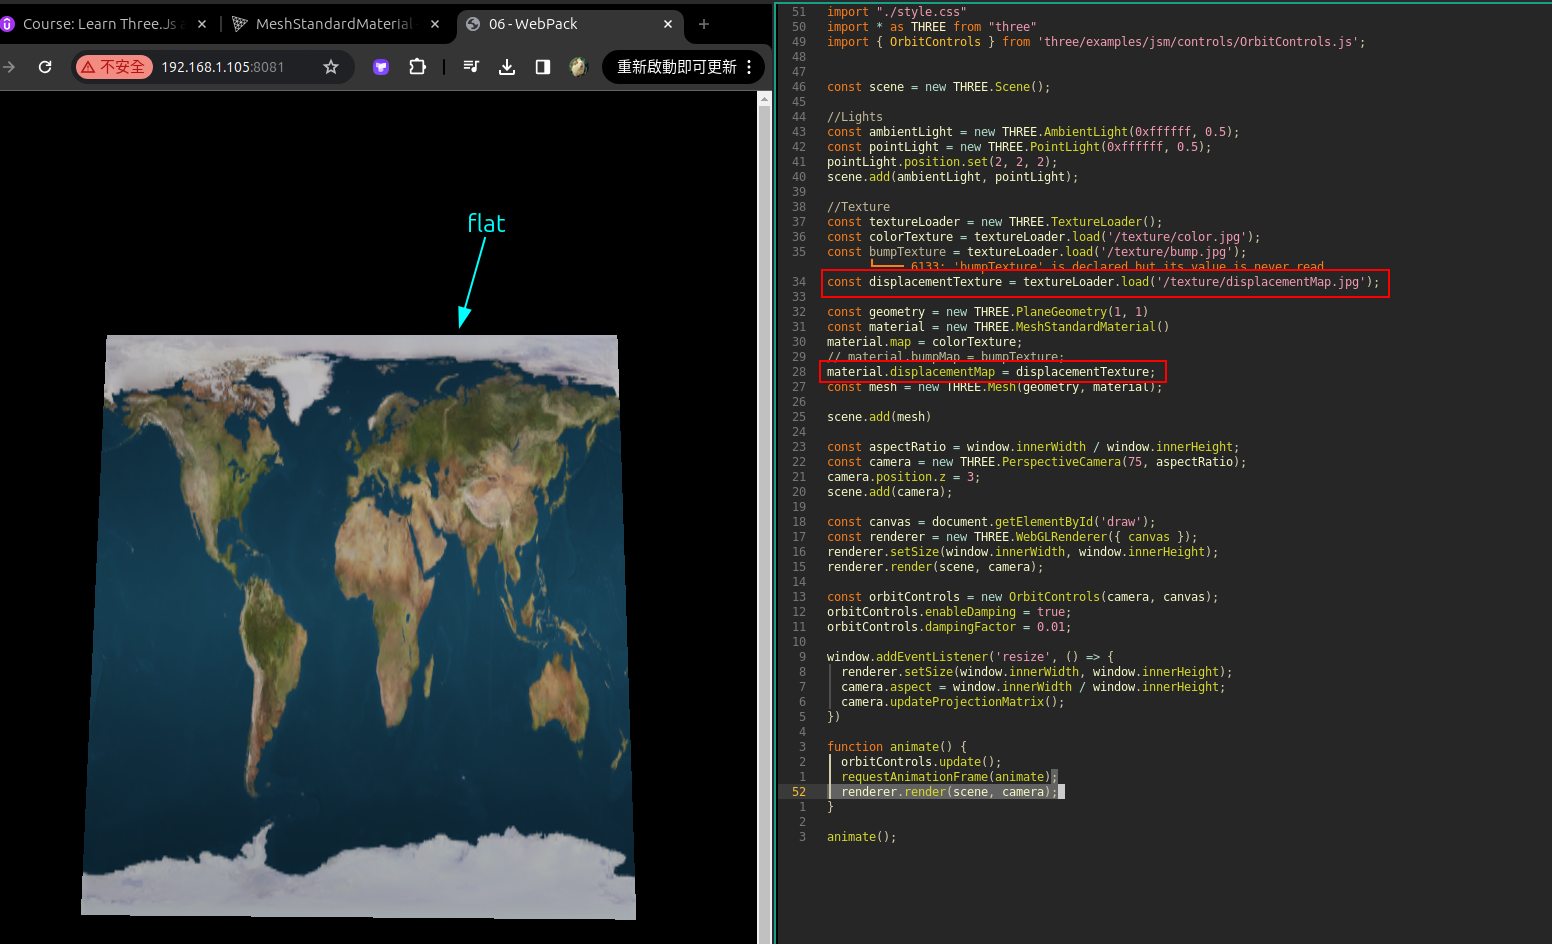 Course: Learn Three.Js a
MeshStandardMaterial
06 - WebPack
不安全 192.168.1.105:8081
重新啟動即可更新
flat
51 import "./style.css"
50 import * as THREE from "three"
49 import { OrbitControls } from 'three/examples/jsm/controls/OrbitControls.js';
48
47
46 const scene = new THREE.Scene();
45
44 //Lights
43 const ambientLight = new THREE.AmbientLight(0xffffff, 0.5);
42 const pointLight = new THREE.PointLight(0xffffff, 0.5);
41 pointLight.position.set(2, 2, 2);
40 scene.add(ambientLight, pointLight);
39
38 //Texture
37 const textureLoader = new THREE.TextureLoader();
36 const colorTexture = textureLoader.load('/texture/color.jpg');
35 const bumpTexture = textureLoader.load('/texture/bump.jpg');
6133: 'bumpTexture' is declared but its value is never read.
34 const displacementTexture = textureLoader.load('/texture/displacementMap.jpg');
33
32 const geometry = new THREE.PlaneGeometry(1, 1)
31 const material = new THREE.MeshStandardMaterial()
30 material.map = colorTexture;
29 // material.bumpMap = bumpTexture;
28 material.displacementMap = displacementTexture;
27 const mesh = new THREE.Mesh(geometry, material);
26
25 scene.add(mesh)
24
23 const aspectRatio = window.innerWidth / window.innerHeight;
22 const camera = new THREE.PerspectiveCamera(75, aspectRatio);
21 camera.position.z = 3;
20 scene.add(camera);
19
18 const canvas = document.getElementById('draw');
17 const renderer = new THREE.WebGLRenderer({ canvas });
16 renderer.setSize(window.innerWidth, window.innerHeight);
15 renderer.render(scene, camera);
14
13 const orbitControls = new OrbitControls(camera, canvas);
12 orbitControls.enableDamping = true;
11 orbitControls.dampingFactor = 0.01;
10
9 window.addEventListener('resize', () => {
8 renderer.setSize(window.innerWidth, window.innerHeight);
7 camera.aspect = window.innerWidth / window.innerHeight;
6 camera.updateProjectionMatrix();
5 })
4
3 function animate() {
2 orbitControls.update();
1 requestAnimationFrame(animate);
52 renderer.render(scene, camera);
1 }
2
3 animate();